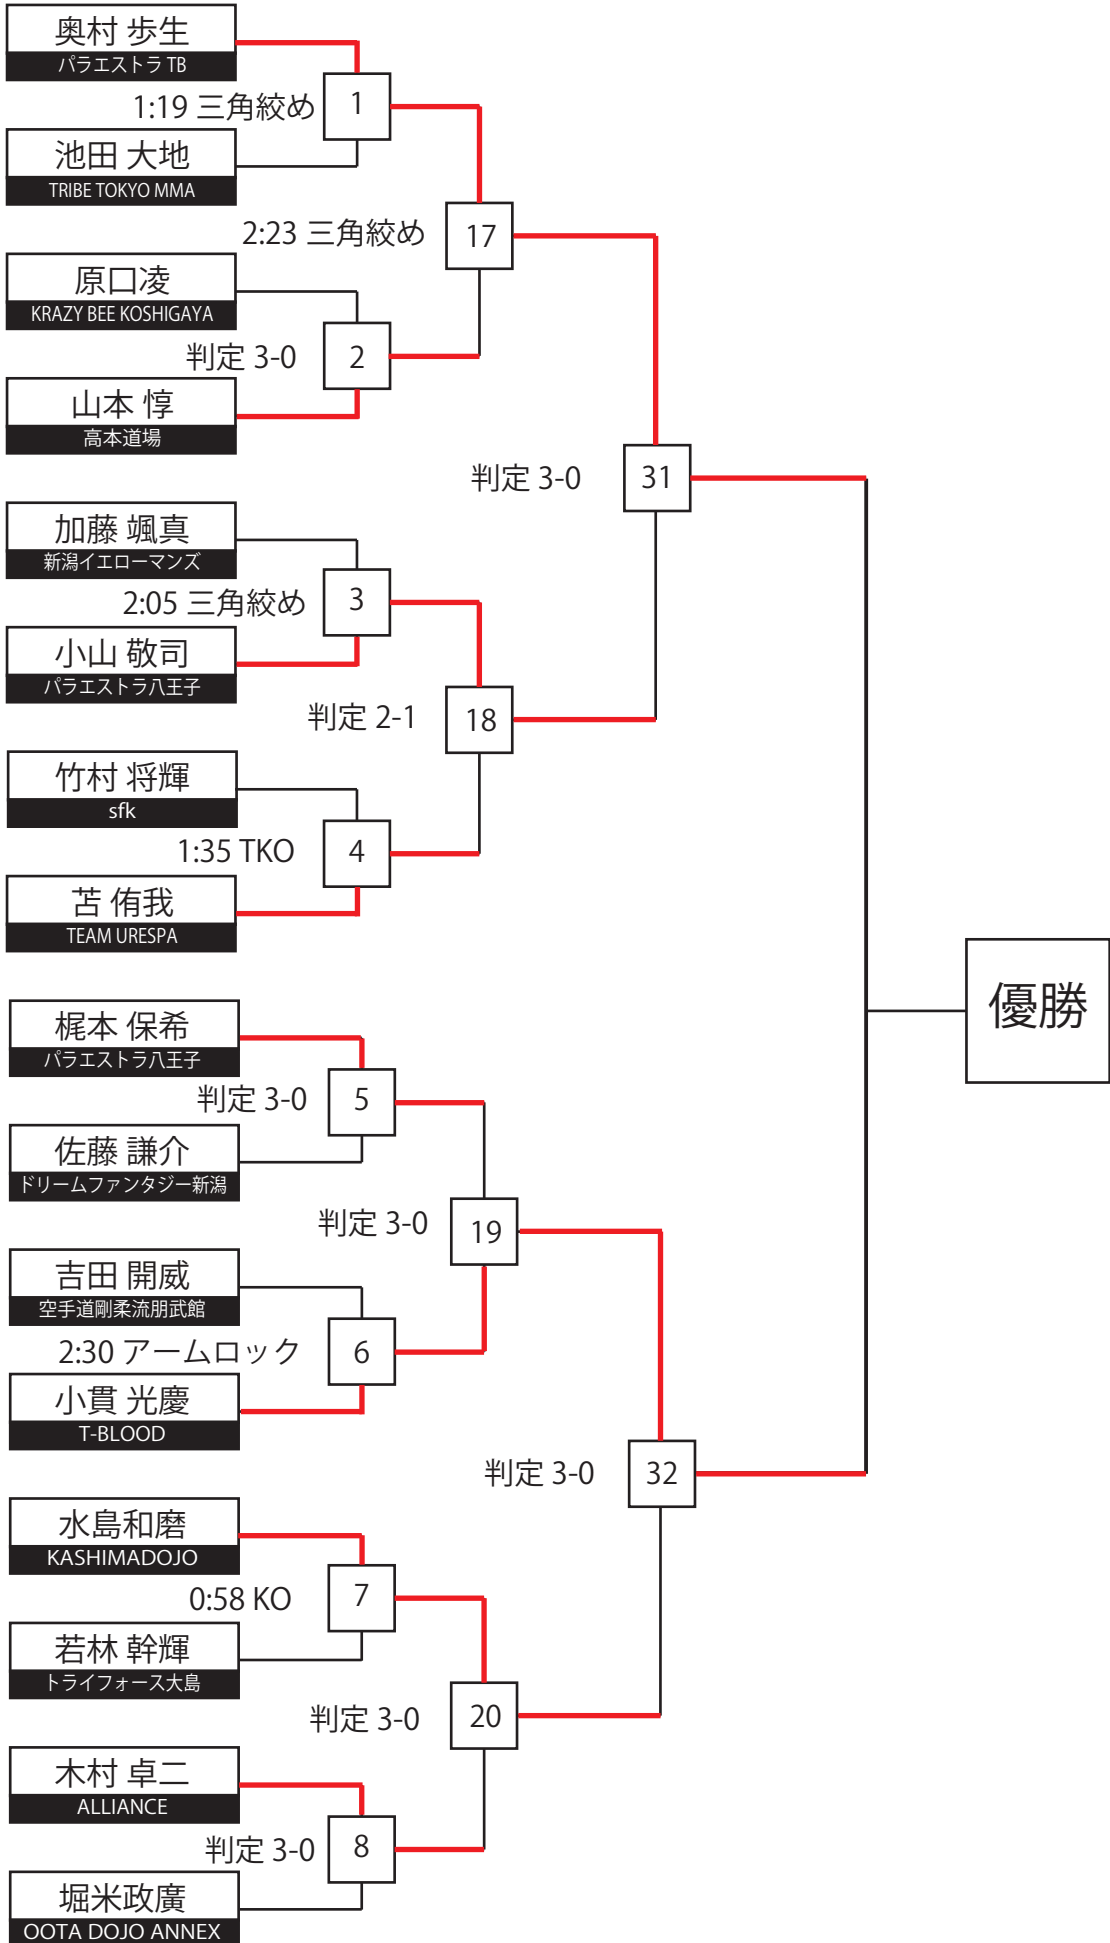 奥村 歩生
パラエストラ TB
1:19 三角絞め
1
池田 大地
TRIBE TOKYO MMA
2:23 三角絞め
17
原口凌
KRAZY BEE KOSHIGAYA
判定 3-0
2
山本 惇
高本道場
判定 3-0
31
加藤 颯真
新潟イエローマンズ
2:05 三角絞め
3
小山 敬司
パラエストラ八王子
判定 2-1
18
竹村 将輝
sfk
1:35 TKO
4
苫 侑我
TEAM URESPA
優勝
梶本 保希
パラエストラ八王子
判定 3-0
5
佐藤 謙介
ドリームファンタジー新潟
判定 3-0
19
吉田 開威
空手道剛柔流朋武館
2:30 アームロック
6
小貫 光慶
T-BLOOD
判定 3-0
32
水島和磨
KASHIMADOJO
0:58 KO
7
若林 幹輝
トライフォース大島
判定 3-0
20
木村 卓二
ALLIANCE
判定 3-0
8
堀米政廣
OOTA DOJO ANNEX